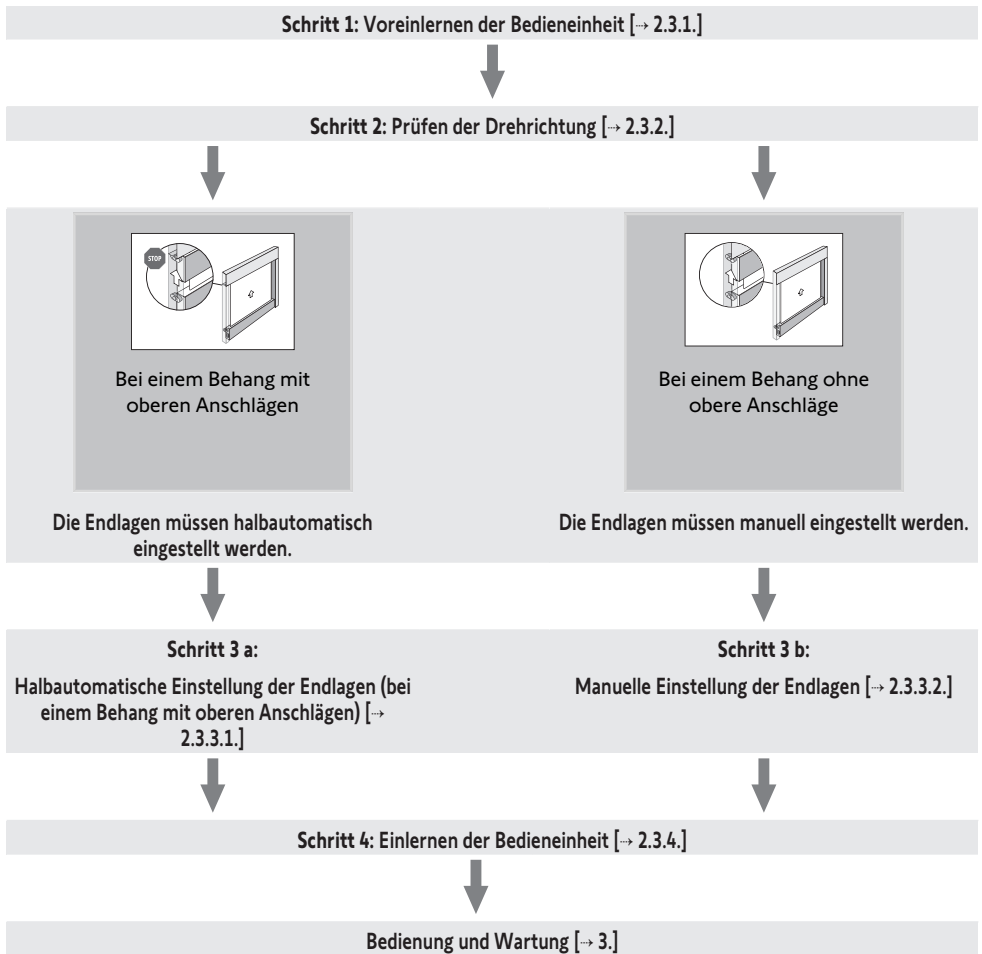 Schritt 1: Voreinlernen der Bedieneinheit [⇢ 2.3.1.]
Schritt 2: Prüfen der Drehrichtung [⇢ 2.3.2.]
STOP
Bei einem Behang mit
oberen Anschlägen
Die Endlagen müssen halbautomatisch
eingestellt werden.
Bei einem Behang ohne
obere Anschläge
Die Endlagen müssen manuell eingestellt werden.
Schritt 3 a:
Halbautomatische Einstellung der Endlagen (bei
einem Behang mit oberen Anschlägen) [⇢
2.3.3.1.]
Schritt 3 b:
Manuelle Einstellung der Endlagen [⇢ 2.3.3.2.]
Schritt 4: Einlernen der Bedieneinheit [⇢ 2.3.4.]
Bedienung und Wartung [⇢ 3.]